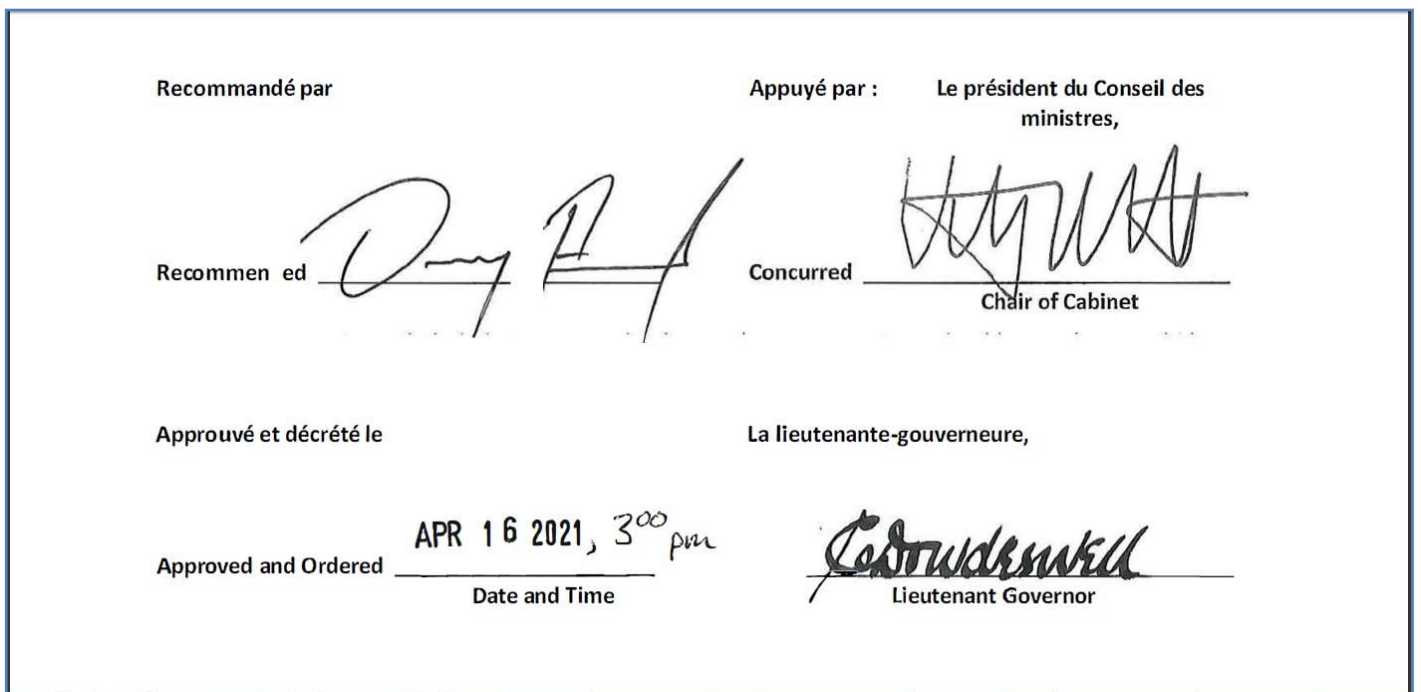 Recommandé par
Appuyé par : Le président du Conseil des
ministres,
Recommen ed
Concurred
Chair of Cabinet
Approuvé et décrété le
La lieutenante-gouverneure,
APR 16 2021, 3⁰⁰ pm
Approved and Ordered
Date and Time
Lieutenant Governor